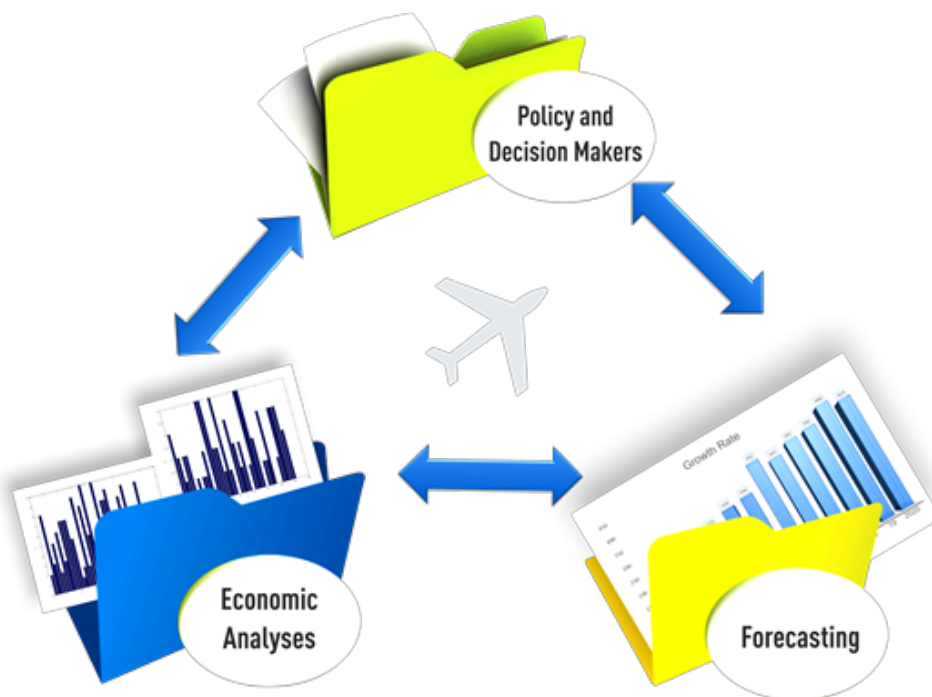 Policy and
Decision Makers
Growth Rate
Economic
Analyses
Forecasting